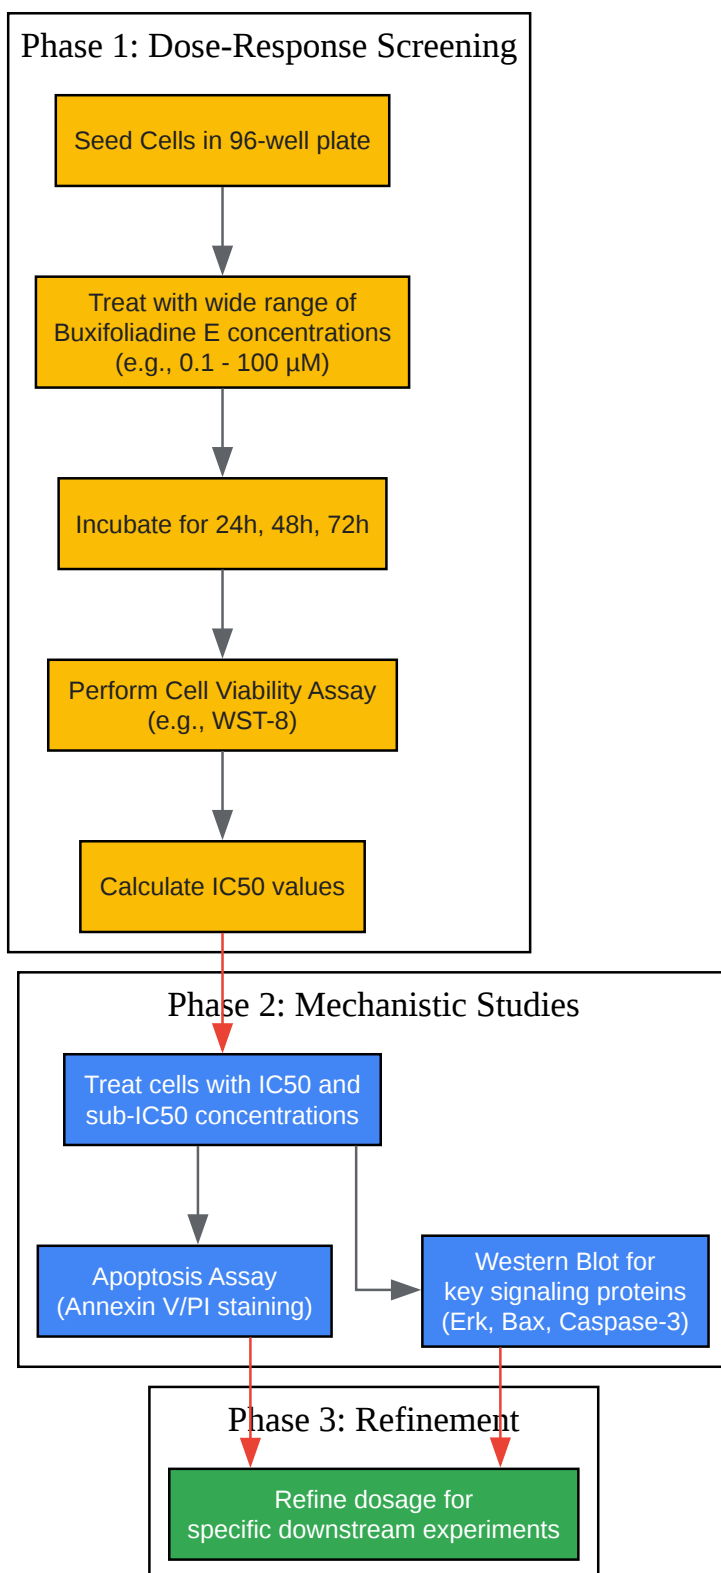 Phase 1: Dose-Response Screening
Seed Cells in 96-well plate
Treat with wide range of
Buxifoliadine E concentrations
(e.g., 0.1 - 100 µM)
Incubate for 24h, 48h, 72h
Perform Cell Viability Assay
(e.g., WST-8)
Calculate IC50 values
Phase 2: Mechanistic Studies
Treat cells with IC50 and
sub-IC50 concentrations
Apoptosis Assay
(Annexin V/PI staining)
Western Blot for
key signaling proteins
(Erk, Bax, Caspase-3)
Phase 3: Refinement
Refine dosage for
specific downstream experiments